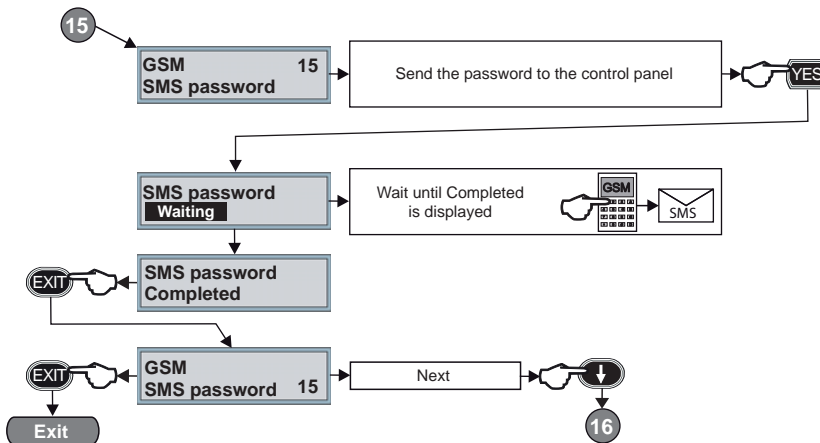 15
GSM 15
SMS password
Send the password to the control panel
YES
SMS password
Waiting
Wait until Completed
is displayed
GSM
SMS
SMS password
Completed
EXIT
GSM
SMS password 15
EXIT
Next
Exit
16